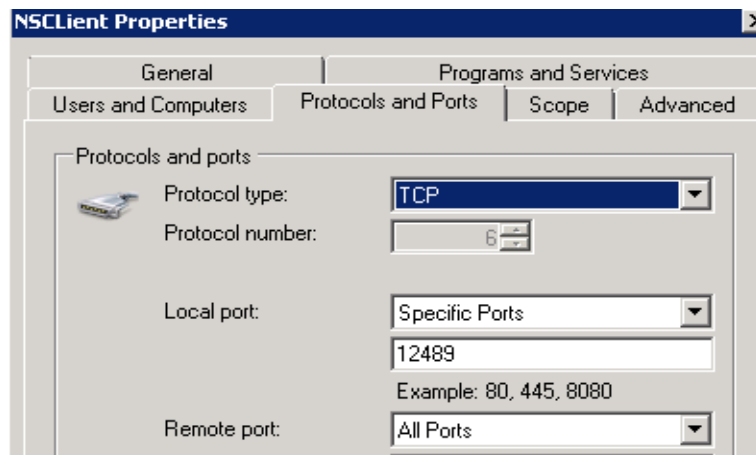 NSCLient Properties
General Programs and Services
Users and Computers Protocols and Ports Scope Advanced
Protocols and ports
Protocol type: TCP
Protocol number: 6
Local port: Specific Ports
12489
Example: 80, 445, 8080
Remote port: All Ports